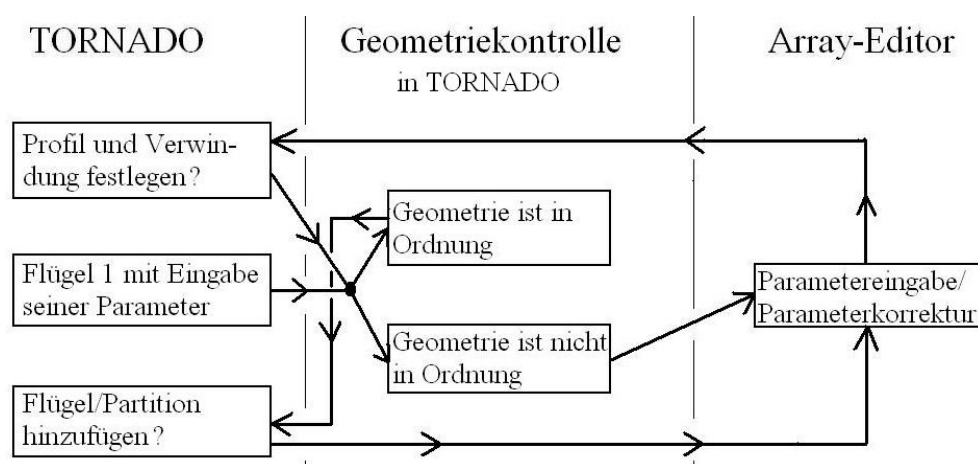 TORNADO
Geometriekontrolle
in TORNADO
Array-Editor
Profil und Verwin-
dung festlegen?
Geometrie ist in
Ordnung
Flügel 1 mit Eingabe
seiner Parameter
Parametereingabe/
Parameterkorrektur
Geometrie ist nicht
in Ordnung
Flügel/Partition
hinzufügen?